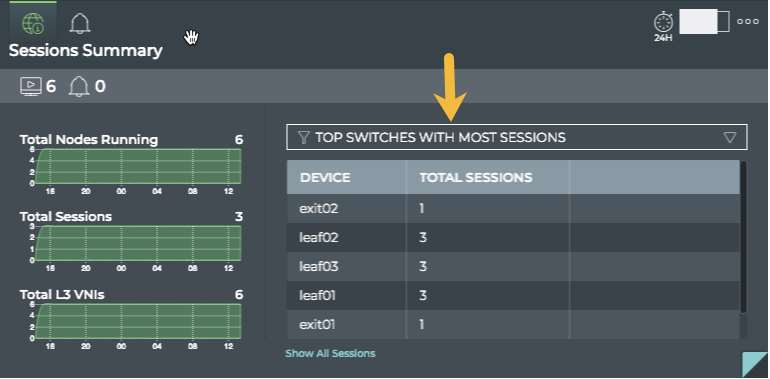 24H
Sessions Summary
6 0
Total Nodes Running 6
6
4
2
0
16 20 00 04 08 12
Total Sessions 3
3
2
1
0
16 20 00 04 08 12
Total L3 VNIs 6
6
4
2
0
16 20 00 04 08 12
TOP SWITCHES WITH MOST SESSIONS
DEVICE TOTAL SESSIONS
exit02 1
leaf02 3
leaf03 3
leaf01 3
exit01 1
Show All Sessions